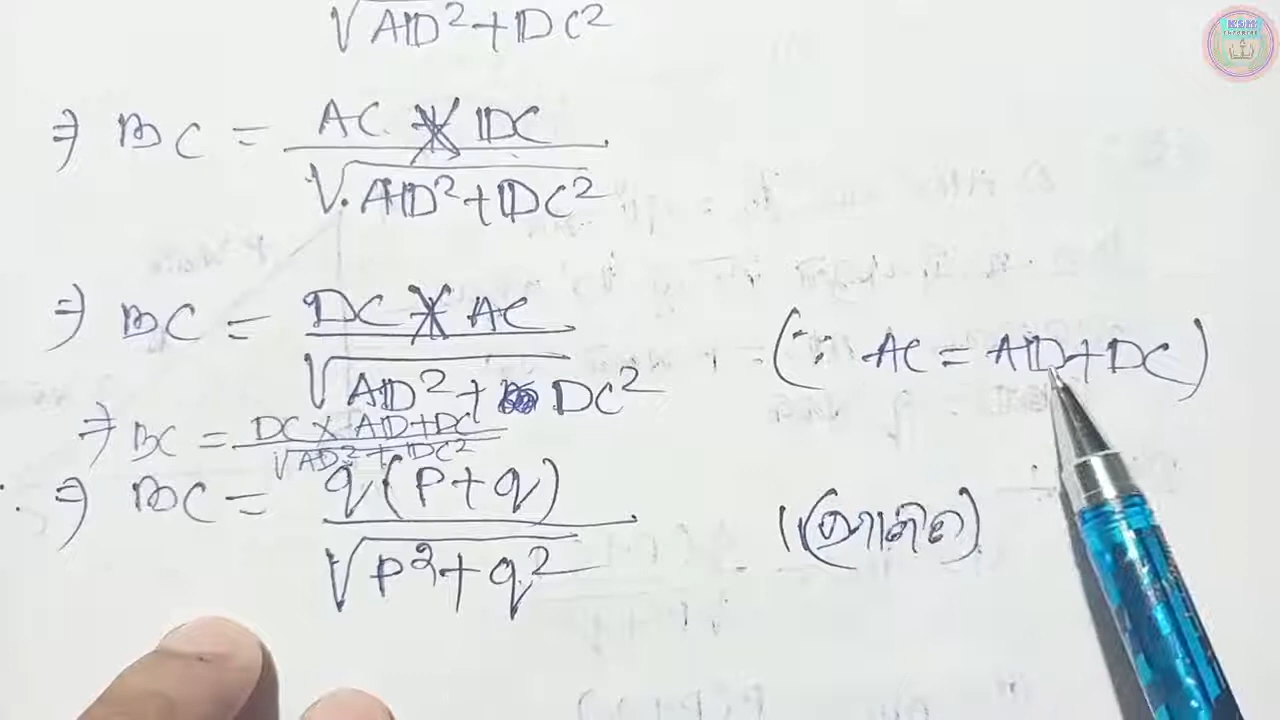 √AD²+DC²
⇒ BC = AC × DC
√AD²+DC²
⇒ BC = DC × AC
√AD²+ DC²
(∵ AC = AD+DC)
⇒ BC = DC × AD+DC
√AD²+DC²
⇒ BC = q(p+q)
√p²+q²
KSM